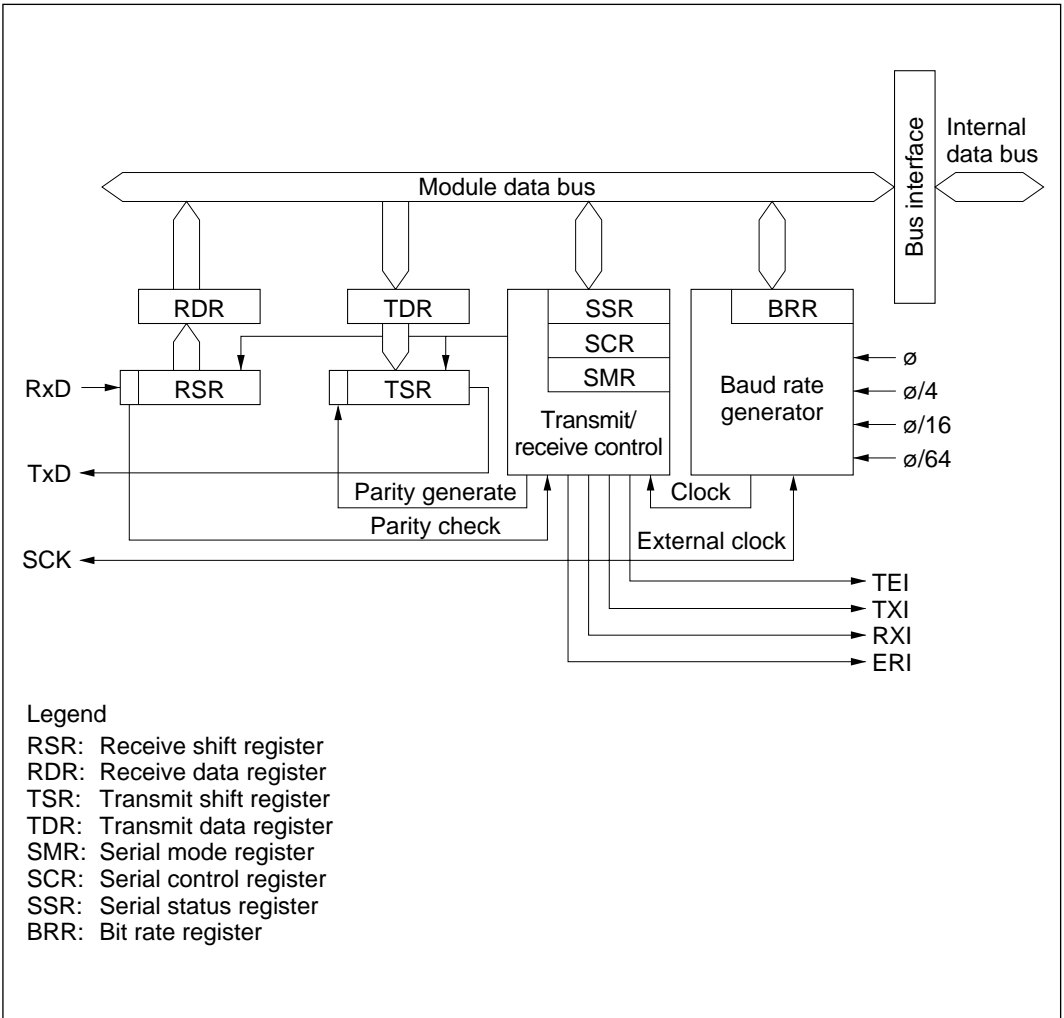 Internal
data bus
Bus interface
Module data bus
RDR
TDR
SSR
BRR
SCR
SMR
RxD
RSR
TSR
Transmit/
receive control
Baud rate
generator
ø
ø/4
ø/16
ø/64
TxD
Parity generate
Clock
Parity check
External clock
SCK
TEI
TXI
RXI
ERI
Legend
RSR: Receive shift register
RDR: Receive data register
TSR: Transmit shift register
TDR: Transmit data register
SMR: Serial mode register
SCR: Serial control register
SSR: Serial status register
BRR: Bit rate register